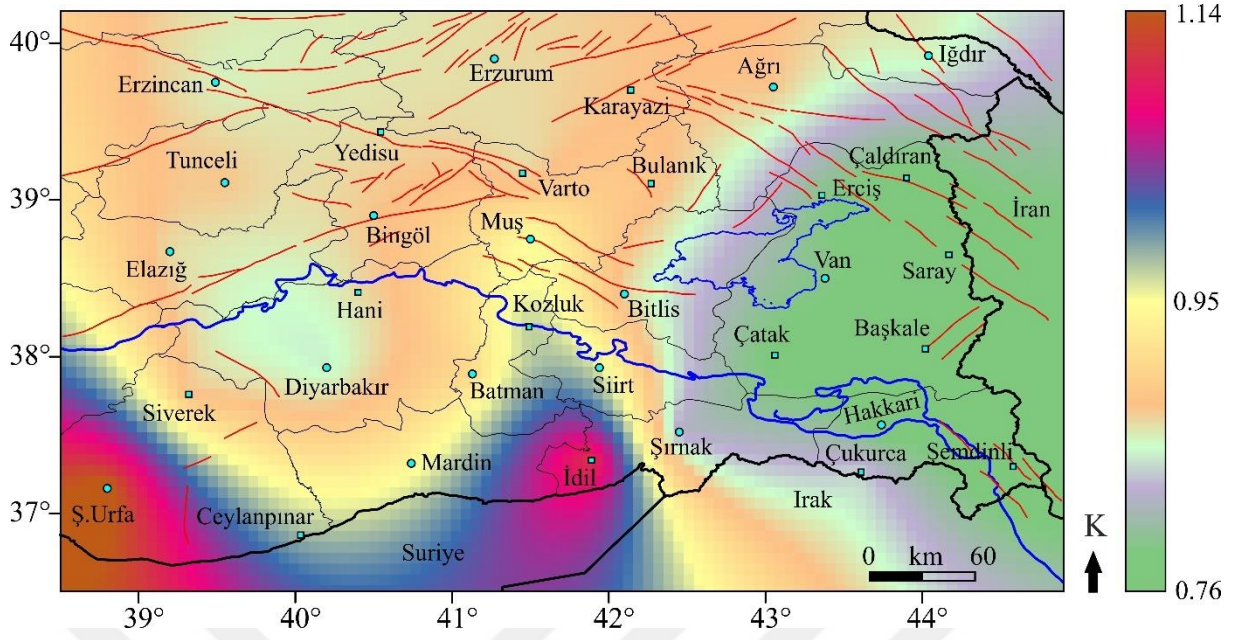 1.14
40°
Iğdır
Erzurum
Ağrı
Erzincan
Karayazi
Yedisu
Tunceli
Bulanık
Çaldıran
39°
Varto
Erciş
İran
Muş
Bingöl
Van
Elazığ
Saray
0.95
Hani
Kozluk
Bitlis
Çatak
Başkale
38°
Diyarbakır
Batman
Siirt
Siverek
Hakkari
Şırnak
Mardin
İdil
Çukurca
Şemdinli
37°
Ş.Urfa
Ceylanpınar
Irak
K
Suriye
0 km 60
0.76
39° 40° 41° 42° 43° 44°